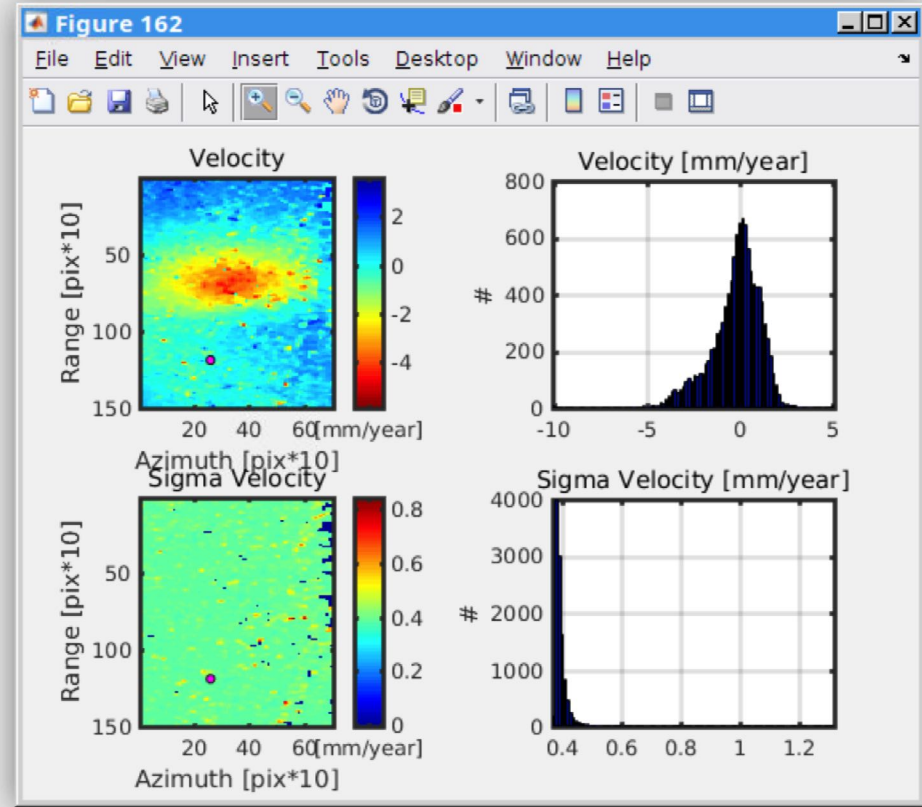 Figure 162
File Edit View Insert Tools Desktop Window Help
Velocity
Range [pix*10]
50
100
150
20 40 60
Azimuth [pix*10]
2
0
-2
-4
[mm/year]
Velocity [mm/year]
#
800
600
400
200
0
-10 -5 0 5
Sigma Velocity
Range [pix*10]
50
100
150
20 40 60
Azimuth [pix*10]
0.8
0.6
0.4
0.2
0
[mm/year]
Sigma Velocity [mm/year]
#
4000
3000
2000
1000
0
0.4 0.6 0.8 1 1.2